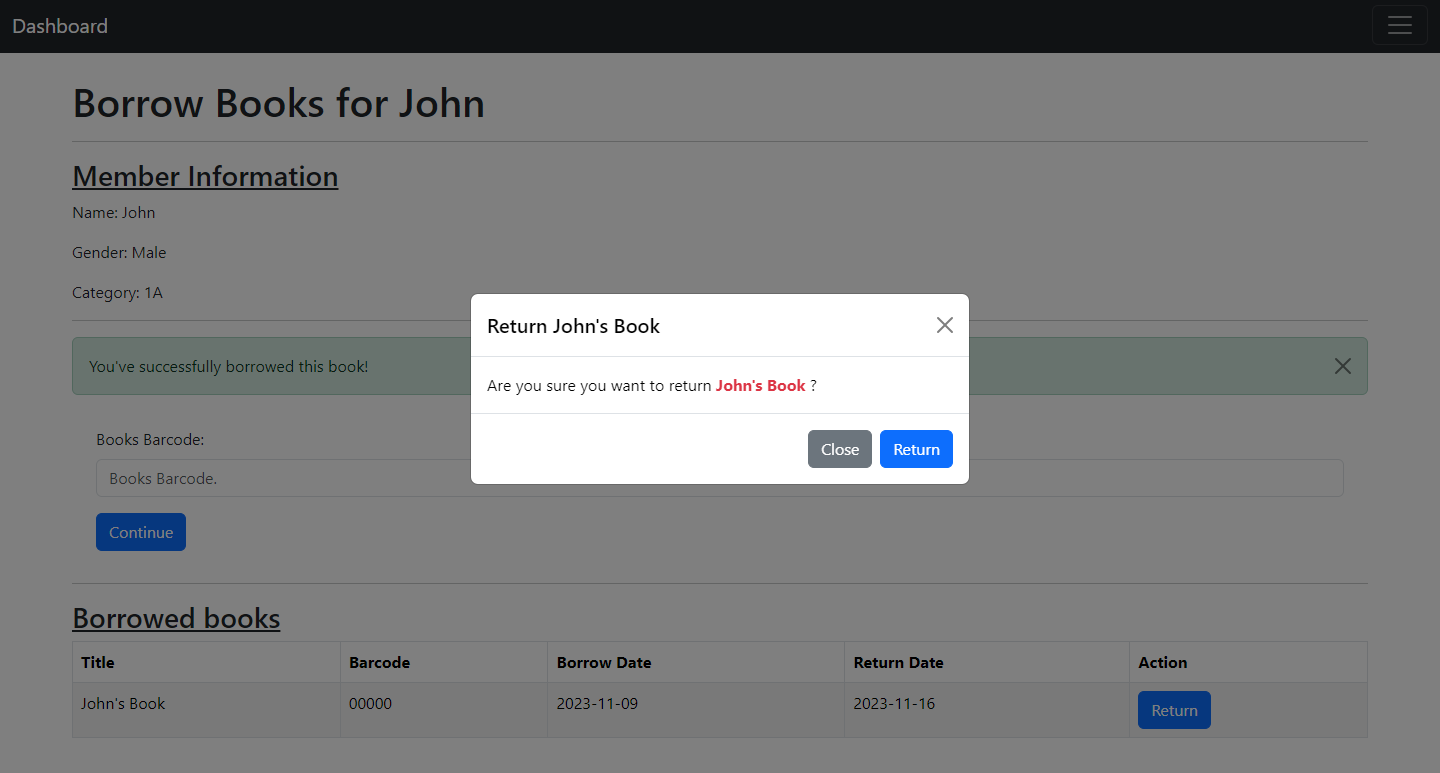 Dashboard
Borrow Books for John
Member Information
Name: John
Gender: Male
Category: 1A
You've successfully borrowed this book!
Return John's Book
Are you sure you want to return John's Book ?
Close Return
Books Barcode:
Books Barcode.
Continue
Borrowed books
Title Barcode Borrow Date Return Date Action
John's Book 00000 2023-11-09 2023-11-16 Return